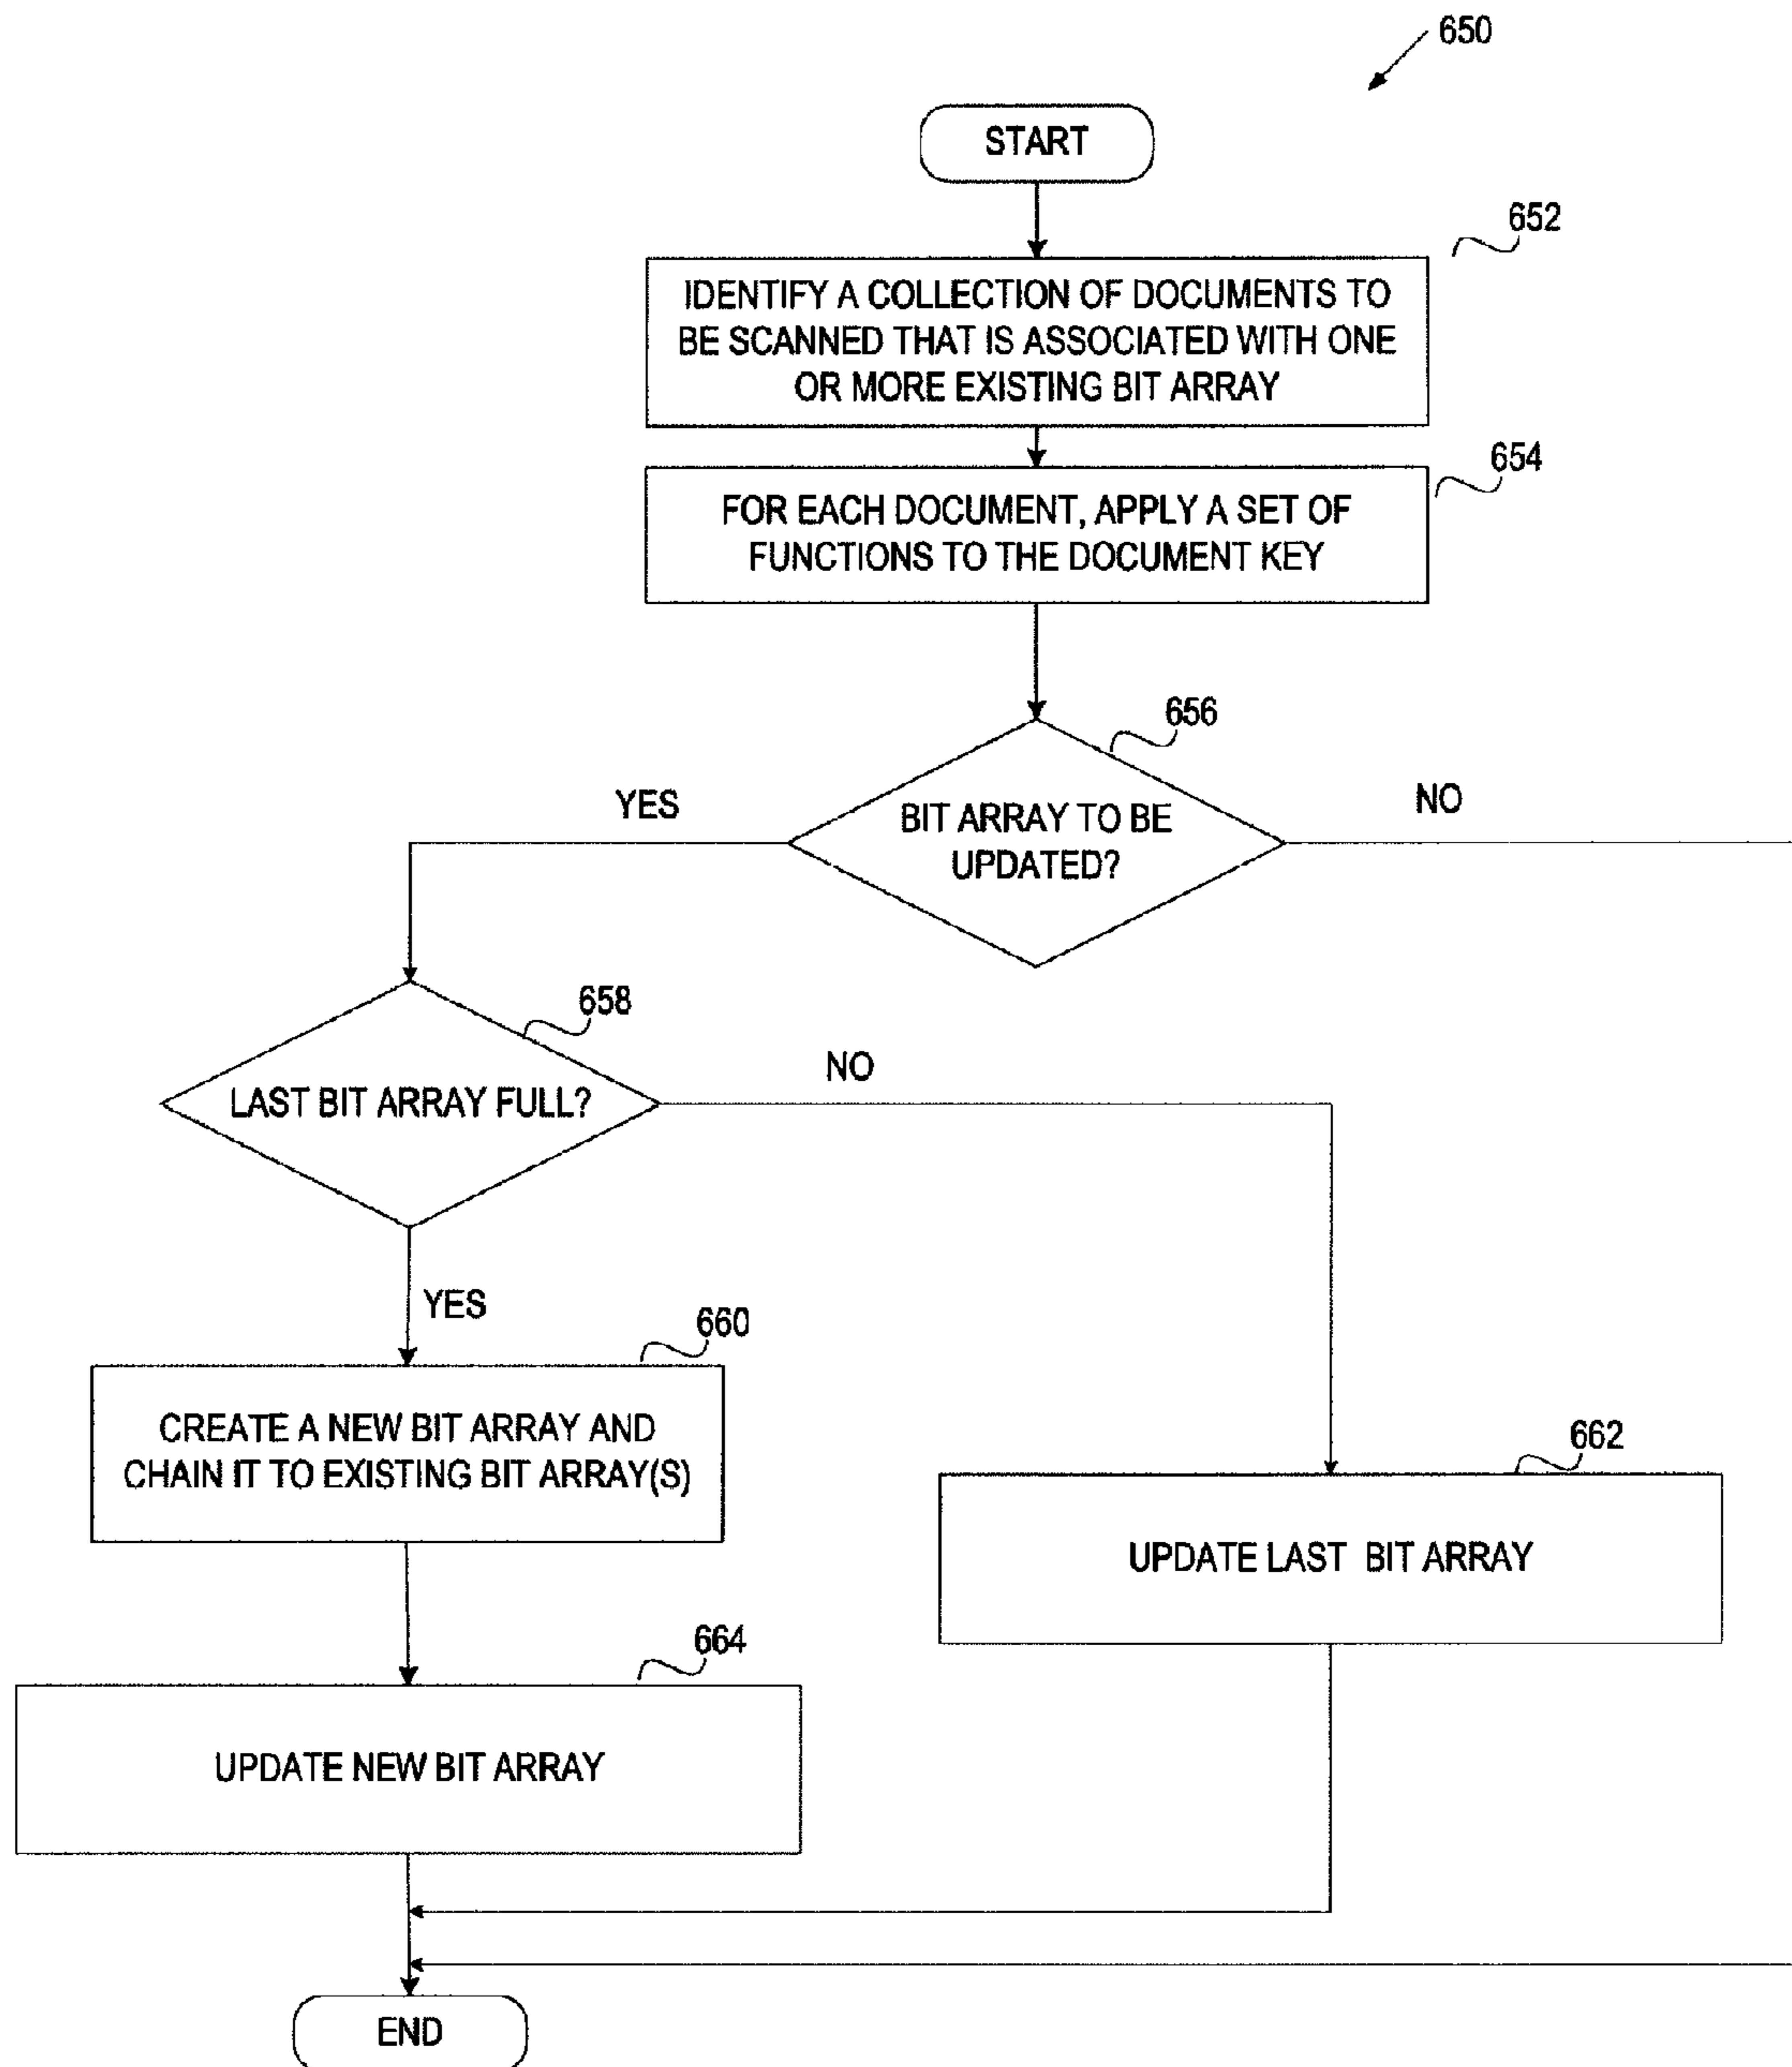 650
START
652
IDENTIFY A COLLECTION OF DOCUMENTS TO
BE SCANNED THAT IS ASSOCIATED WITH ONE
OR MORE EXISTING BIT ARRAY
654
FOR EACH DOCUMENT, APPLY A SET OF
FUNCTIONS TO THE DOCUMENT KEY
656
YES
NO
BIT ARRAY TO BE
UPDATED?
658
NO
LAST BIT ARRAY FULL?
YES
660
CREATE A NEW BIT ARRAY AND
CHAIN IT TO EXISTING BIT ARRAY(S)
662
UPDATE LAST BIT ARRAY
664
UPDATE NEW BIT ARRAY
END